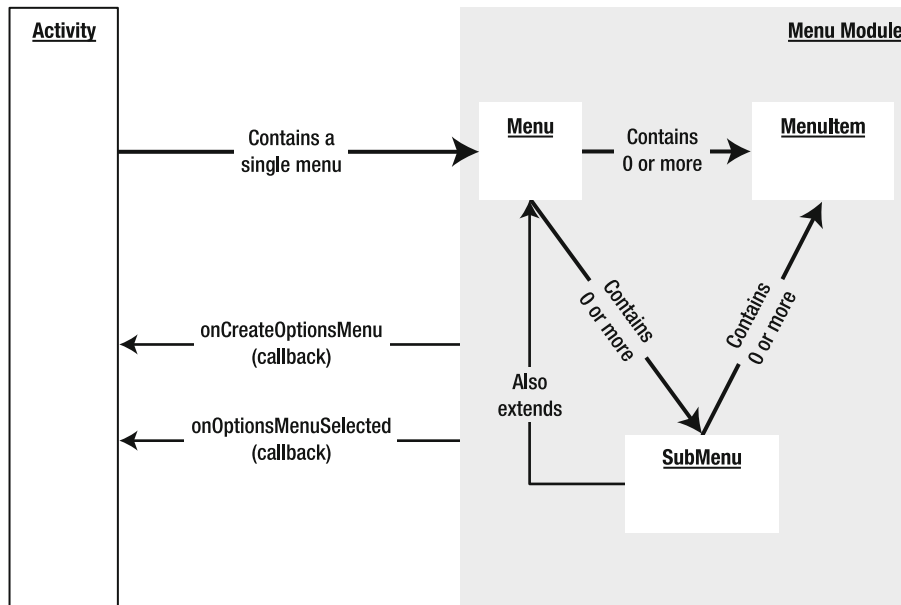 Activity
Menu Module
Menu
MenuItem
Contains a
single menu
Contains
0 or more
Contains
0 or more
Contains
0 or more
onCreateOptionsMenu
(callback)
Also
extends
onOptionsMenuSelected
(callback)
SubMenu